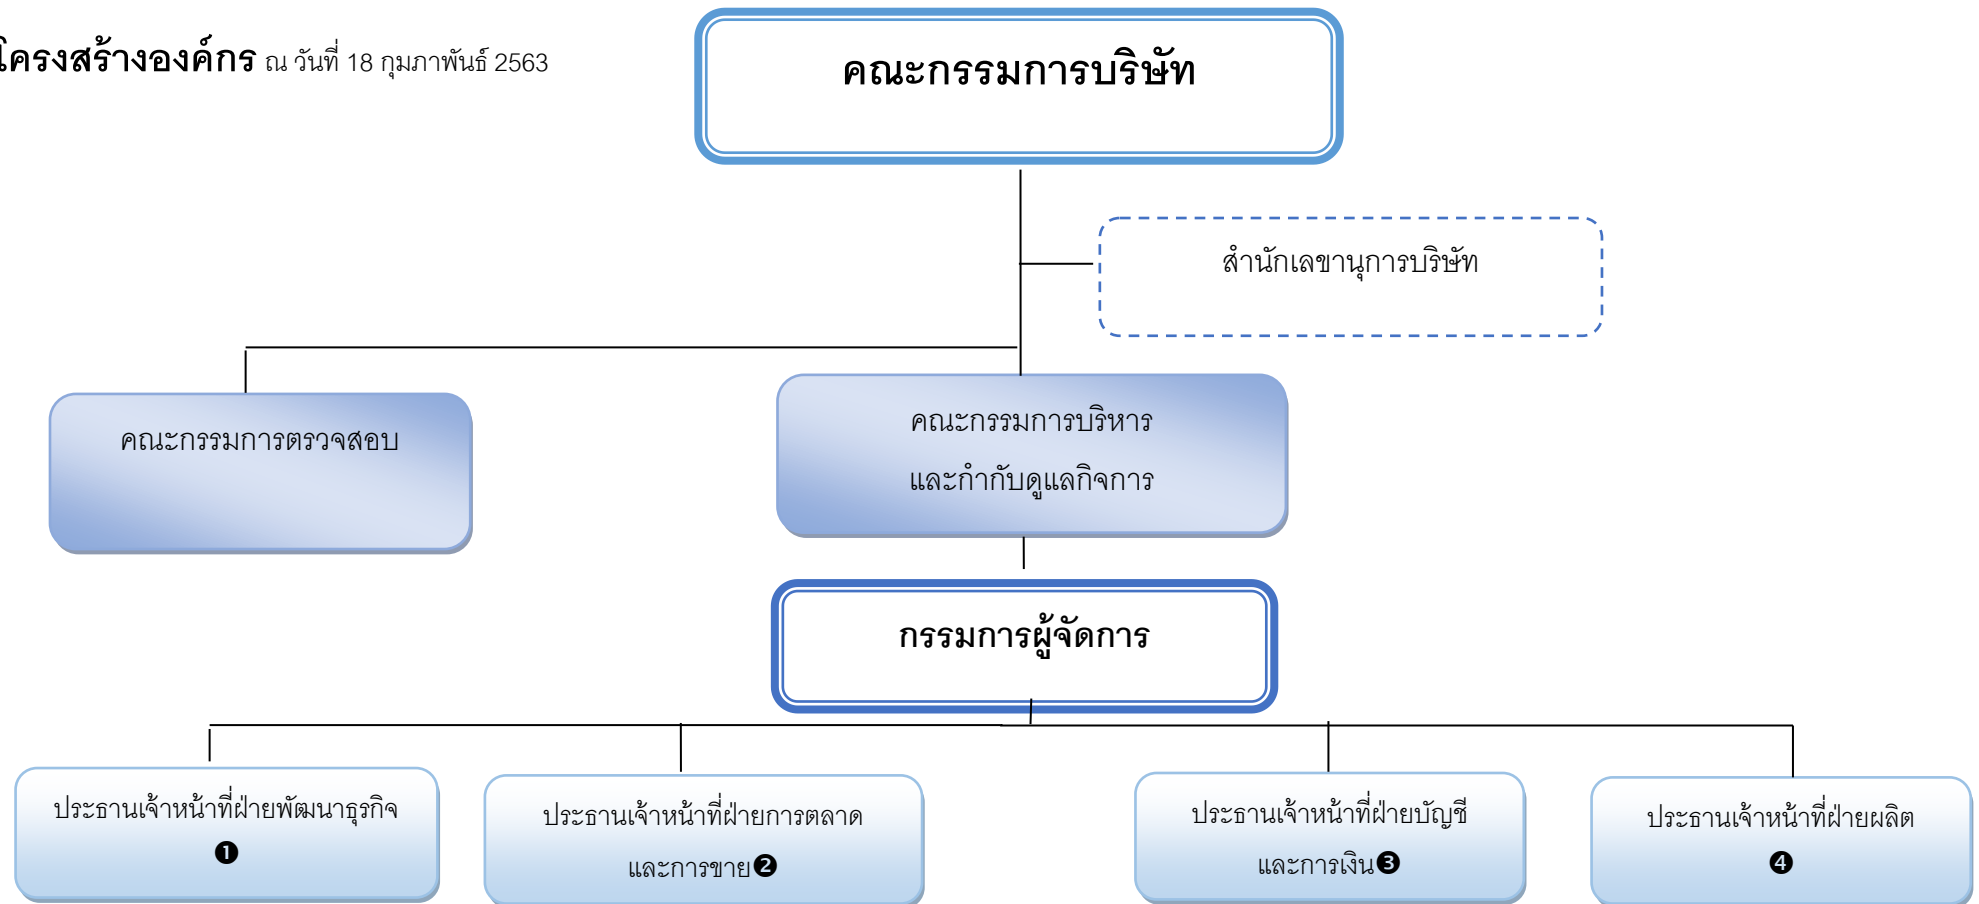 โครงสร้างองค์กร ณ วันที่ 18 กุมภาพันธ์ 2563
คณะกรรมการบริษัท
สำนักเลขานุการบริษัท
คณะกรรมการตรวจสอบ
คณะกรรมการบริหาร
และกำกับดูแลกิจการ
กรรมการผู้จัดการ
ประธานเจ้าหน้าที่ฝ่ายพัฒนาธุรกิจ
❶
ประธานเจ้าหน้าที่ฝ่ายการตลาด
และการขาย❷
ประธานเจ้าหน้าที่ฝ่ายบัญชี
และการเงิน❸
ประธานเจ้าหน้าที่ฝ่ายผลิต
❹